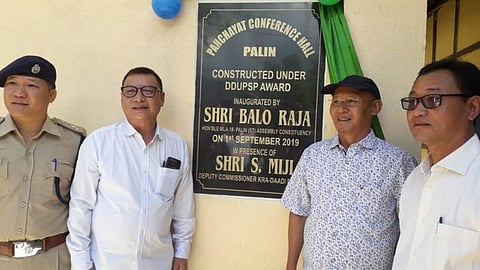 PANCHAYAT CONFERENCE HALL
PALIN
CONSTRUCTED UNDER
DDUPSP AWARD
INAUGURATED BY
SHRI BALO RAJA
HON'BLE MLA 18- PALIN (ST) ASSEMBLY CONSTITUENCY
ON 1ST SEPTEMBER 2019
IN PRESENCE OF
SHRI S. MIJI
DEPUTY COMMISSIONER KRA-DAADI